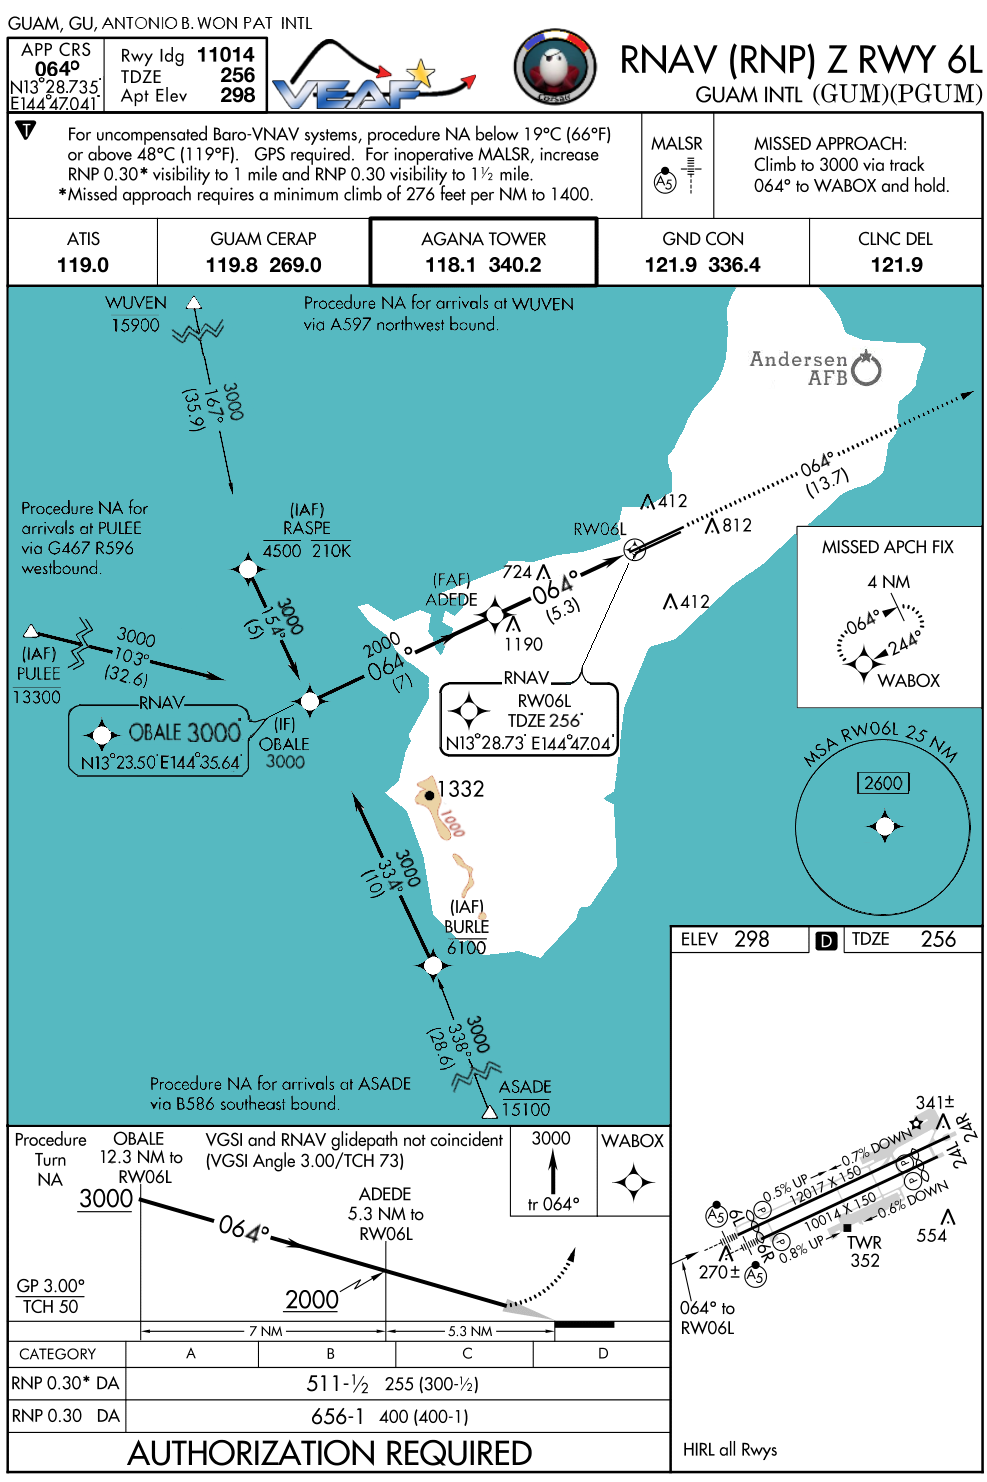 GUAM, GU, ANTONIO B. WON PAT INTL
APP CRS
064°
N13°28.735'
E144°47.041'
Rwy ldg 11014
TDZE 256
Apt Elev 298
VEAF
Corsair
RNAV (RNP) Z RWY 6L
GUAM INTL (GUM)(PGUM)
T
For uncompensated Baro-VNAV systems, procedure NA below 19°C (66°F)
or above 48°C (119°F). GPS required. For inoperative MALSR, increase
RNP 0.30* visibility to 1 mile and RNP 0.30 visibility to 1½ mile.
*Missed approach requires a minimum climb of 276 feet per NM to 1400.
MALSR
A5
MISSED APPROACH:
Climb to 3000 via track
064° to WABOX and hold.
ATIS
119.0
GUAM CERAP
119.8 269.0
AGANA TOWER
118.1 340.2
GND CON
121.9 336.4
CLNC DEL
121.9
WUVEN
15900
Procedure NA for arrivals at WUVEN
via A597 northwest bound.
3000
167°
(35.9)
Andersen
AFB
064°
(13.7)
Procedure NA for
arrivals at PULEE
via G467 R596
westbound.
(IAF)
RASPE
4500 210K
412
RW06L
812
3000
154°
(5)
(FAF)
ADEDE
724
064°
(5.3)
412
1190
MISSED APCH FIX
4 NM
064°
244°
WABOX
(IAF)
PULEE
13300
3000
103°
(32.6)
2000
064°
(7)
RNAV
OBALE 3000'
N13°23.50' E144°35.64'
(IF)
OBALE
3000
RNAV
RW06L
TDZE 256'
N13°28.73' E144°47.04'
MSA RW06L 25 NM
2600
1332
1000
3000
334°
(10)
(IAF)
BURLE
6100
3000
338°
(28.6)
Procedure NA for arrivals at ASADE
via B586 southeast bound.
ASADE
15100
ELEV 298
D
TDZE 256
341±
24R
24L
0.7% DOWN
0.5% UP
12017 X 150
P
P
10014 X 150
0.6% DOWN
0.8% UP
A5
6L
P
6R
P
TWR
352
554
270±
A5
064° to
RW06L
HIRL all Rwys
Procedure
Turn
NA
OBALE
12.3 NM to
RW06L
VGSI and RNAV glidepath not coincident
(VGSI Angle 3.00/TCH 73)
3000
tr 064°
WABOX
3000
064°
ADEDE
5.3 NM to
RW06L
GP 3.00°
TCH 50
2000
7 NM
5.3 NM
CATEGORY A B C D
RNP 0.30* DA 511-½ 255 (300-½)
RNP 0.30 DA 656-1 400 (400-1)
AUTHORIZATION REQUIRED